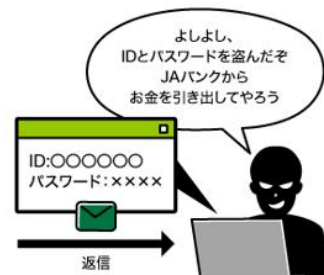 よしよし、
IDとパスワードを盗んだぞ
JAバンクから
お金を引き出してやろう
ID:〇〇〇〇〇〇
パスワード:××××
返信